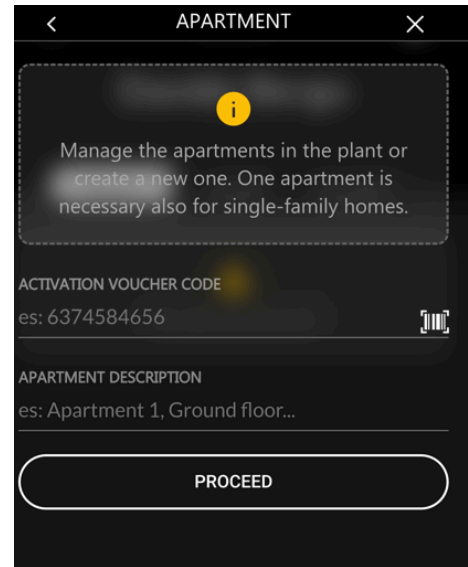 APARTMENT
Manage the apartments in the plant or
create a new one. One apartment is
necessary also for single-family homes.
ACTIVATION VOUCHER CODE
es: 6374584656
APARTMENT DESCRIPTION
es: Apartment 1, Ground floor...
PROCEED